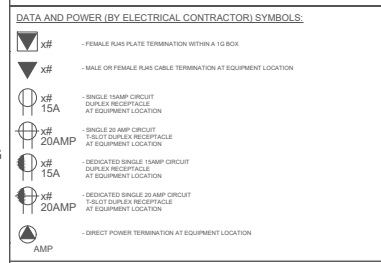 DATA AND POWER (BY ELECTRICAL CONTRACTOR) SYMBOLS:
x# - FEMALE RJ45 PLATE TERMINATION WITHIN A 1G BOX
x# - MALE OR FEMALE RJ45 CABLE TERMINATION AT EQUIPMENT LOCATION
x# - SINGLE 15AMP CIRCUIT
15A DUPLEX RECEPTACLE
AT EQUIPMENT LOCATION
x# - SINGLE 20 AMP CIRCUIT
20AMP T-SLOT DUPLEX RECEPTACLE
AT EQUIPMENT LOCATION
x# - DEDICATED SINGLE 15AMP CIRCUIT
15A DUPLEX RECEPTACLE
AT EQUIPMENT LOCATION
x# - DEDICATED SINGLE 20 AMP CIRCUIT
20AMP T-SLOT DUPLEX RECEPTACLE
AT EQUIPMENT LOCATION
- DIRECT POWER TERMINATION AT EQUIPMENT LOCATION
AMP